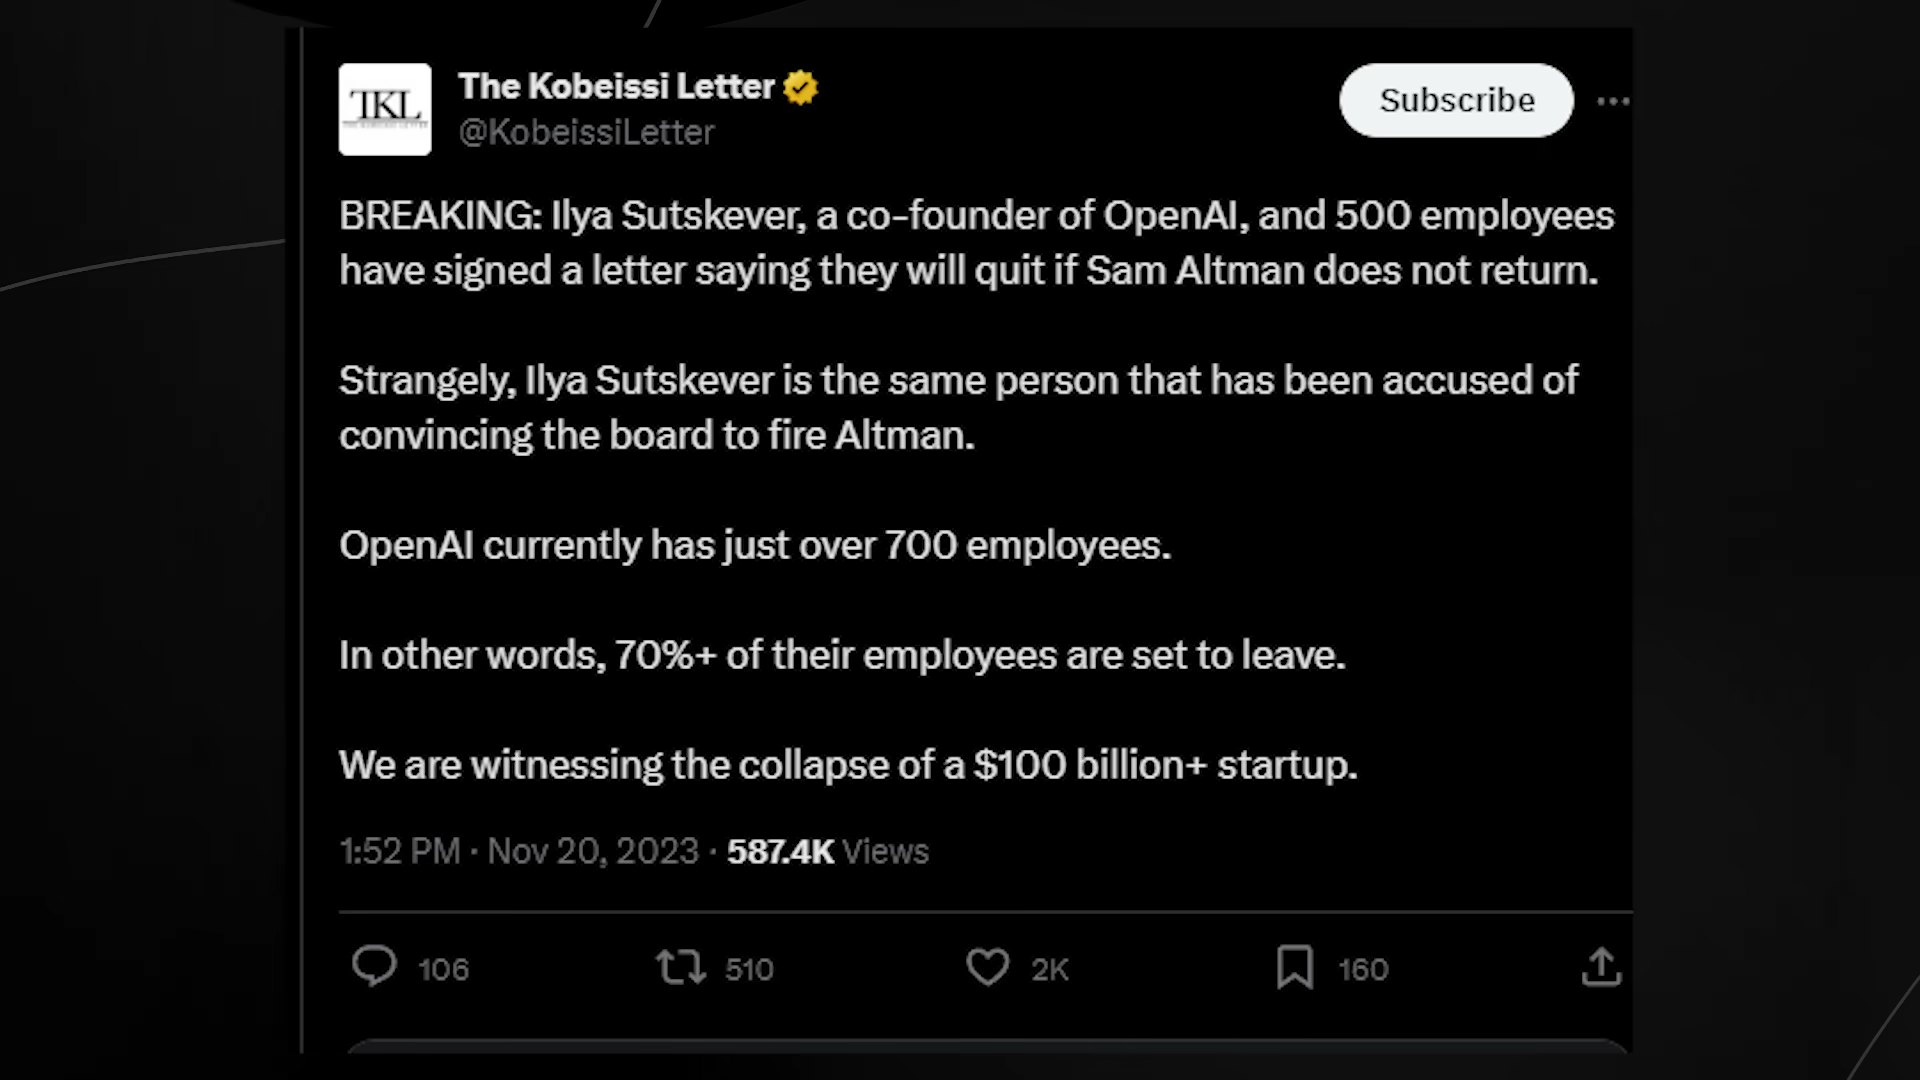 TKL
The Kobeissi Letter
@KobeissiLetter
Subscribe
BREAKING: Ilya Sutskever, a co-founder of OpenAI, and 500 employees
have signed a letter saying they will quit if Sam Altman does not return.
Strangely, Ilya Sutskever is the same person that has been accused of
convincing the board to fire Altman.
OpenAI currently has just over 700 employees.
In other words, 70%+ of their employees are set to leave.
We are witnessing the collapse of a $100 billion+ startup.
1:52 PM · Nov 20, 2023 · 587.4K Views
106 510 2K 160